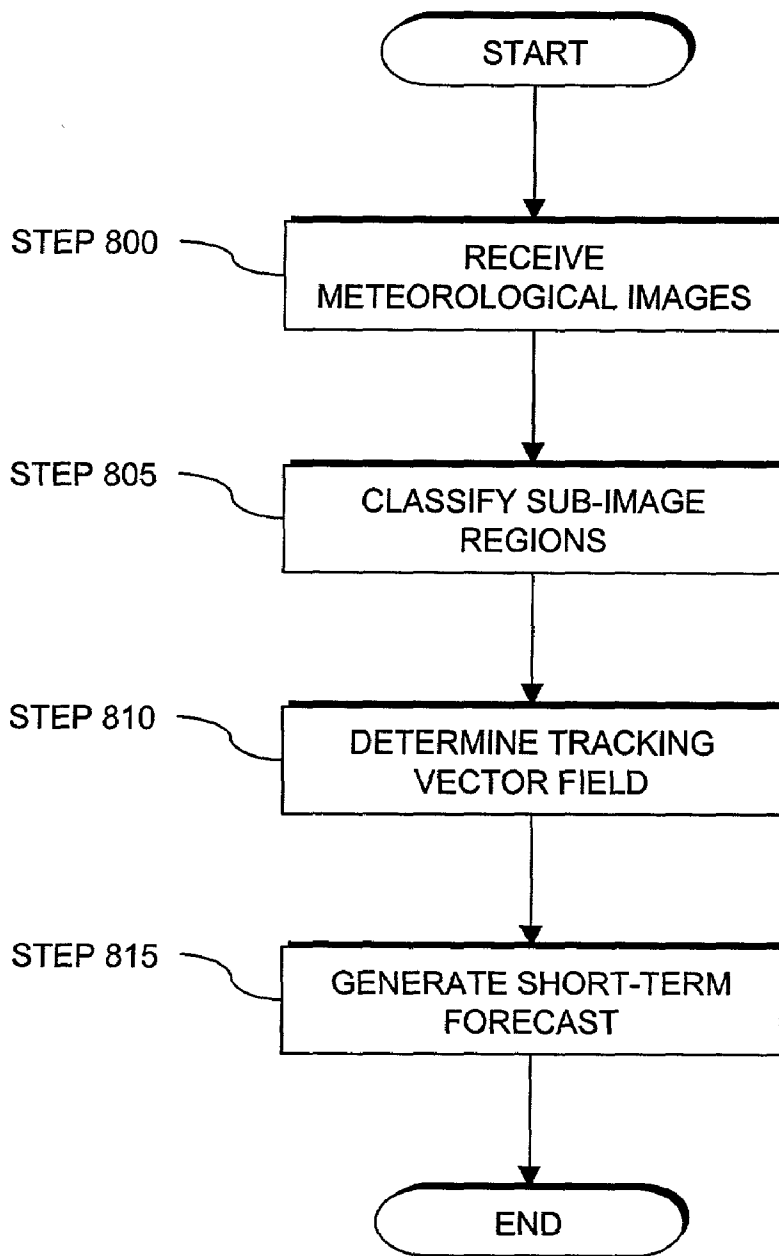 START
STEP 800
RECEIVE
METEOROLOGICAL IMAGES
STEP 805
CLASSIFY SUB-IMAGE
REGIONS
STEP 810
DETERMINE TRACKING
VECTOR FIELD
STEP 815
GENERATE SHORT-TERM
FORECAST
END